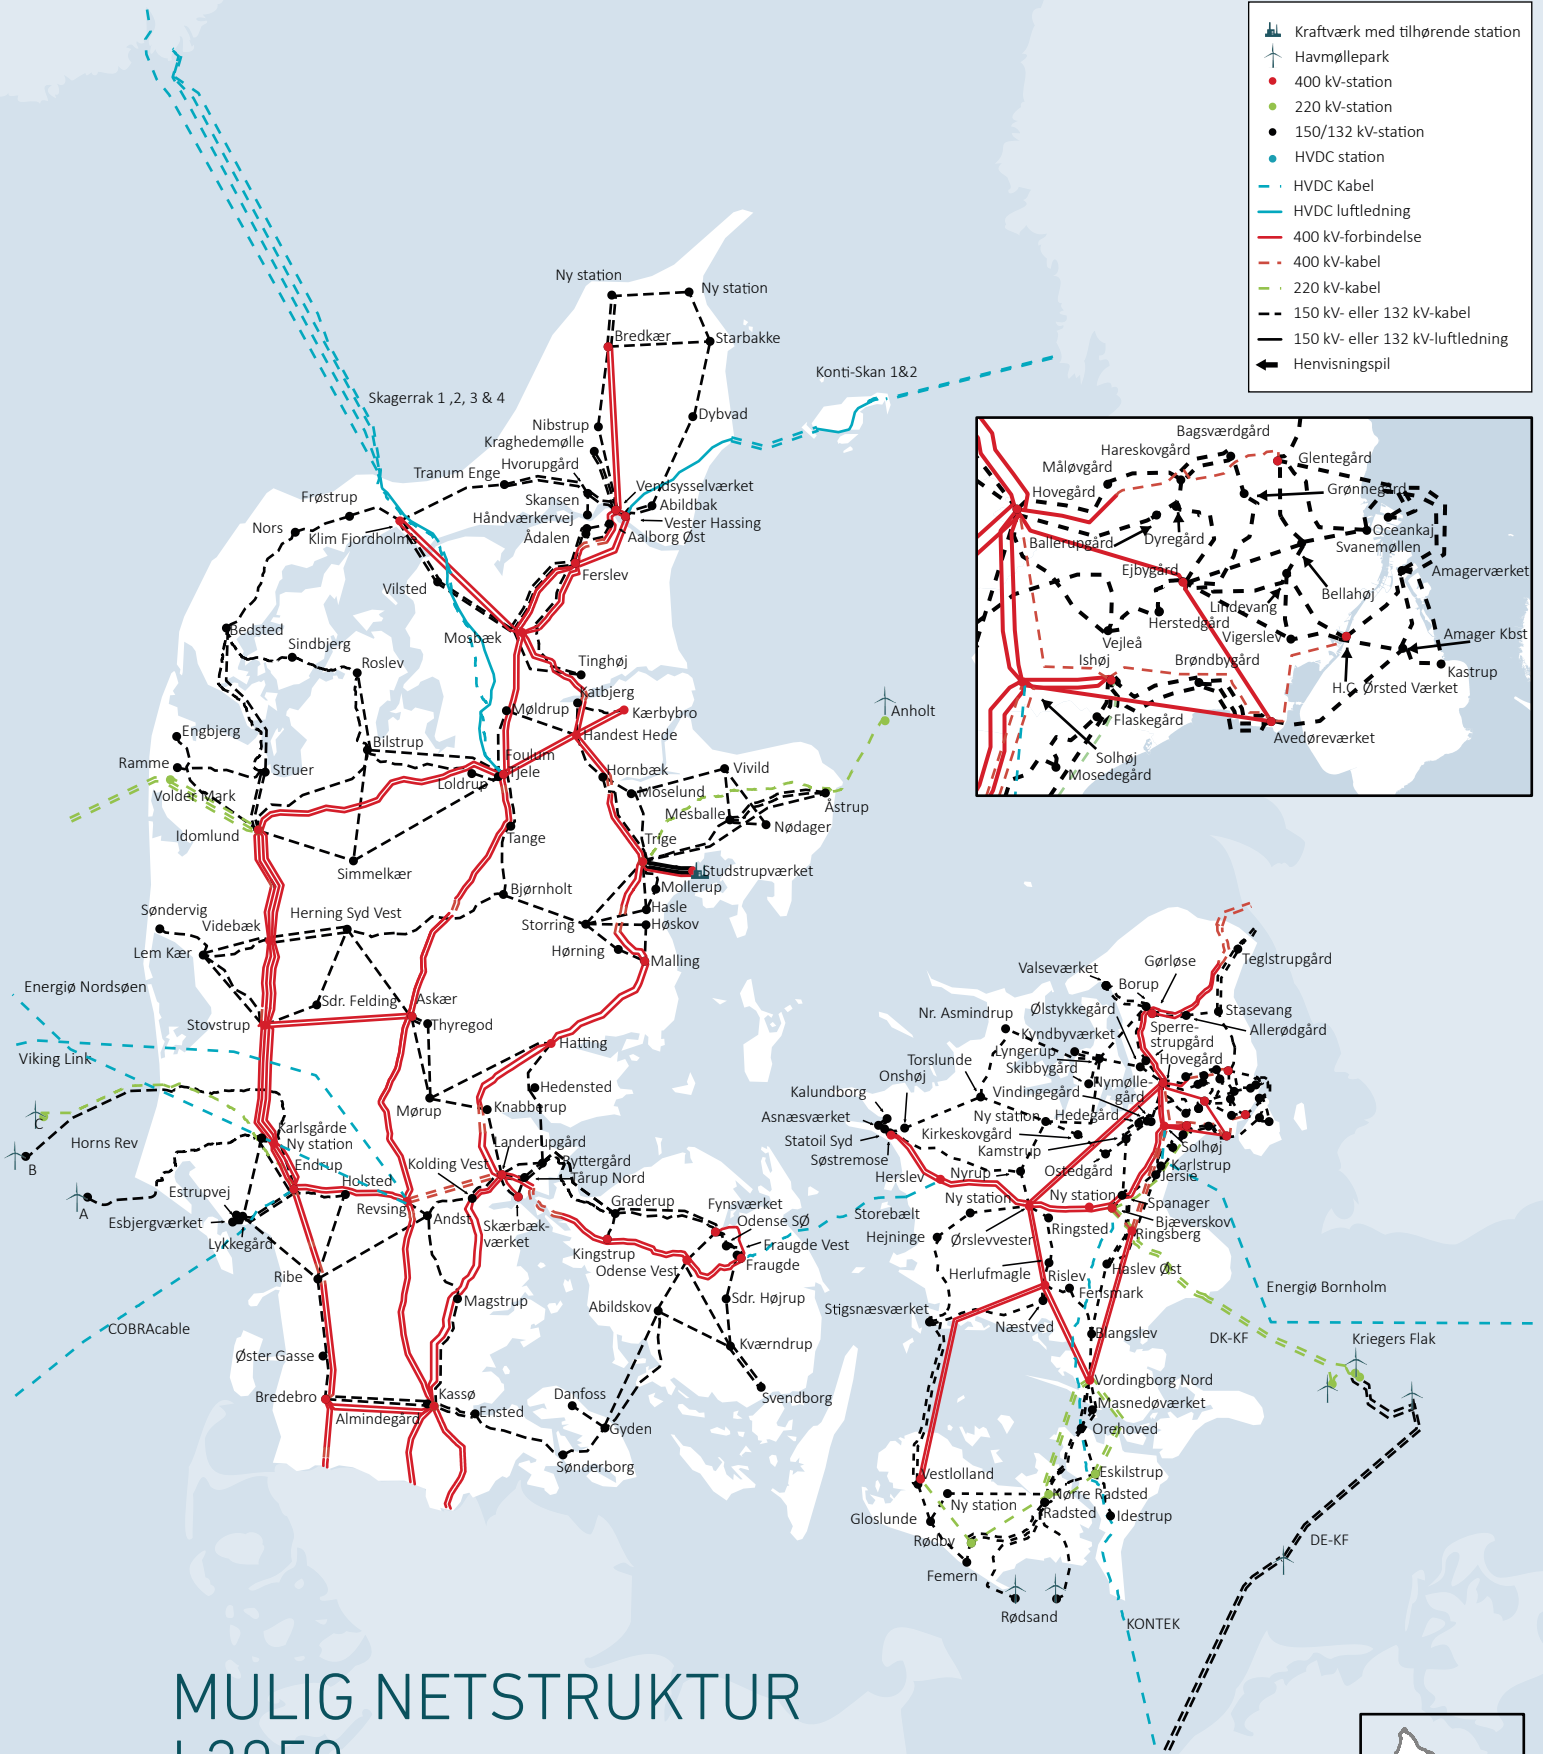 Kraftværk med tilhørende station
Havmøllepark
400 kV-station
220 kV-station
150/132 kV-station
HVDC station
HVDC Kabel
HVDC luftledning
400 kV-forbindelse
400 kV-kabel
220 kV-kabel
150 kV- eller 132 kV-kabel
150 kV- eller 132 kV-luftledning
Henvisningspil
Ny station
Ny station
Bredkær
Starbakke
Konti-Skan 1&2
Skagerrak 1 ,2, 3 & 4
Dybvad
Nibstrup
Kraghedemølle
Hvorupgård
Tranum Enge
Vendsysselværket
Frøstrup
Skansen
Abildbak
Nors
Håndværkervej
Vester Hassing
Klim Fjordholme
Ådalen
Aalborg Øst
Ferslev
Vilsted
Bedsted
Mosbæk
Sindbjerg
Roslev
Tinghøj
Katbjerg
Møldrup
Kærbybro
Anholt
Engbjerg
Bilstrup
Handest Hede
Foulum
Ramme
Struer
Tjele
Hornbæk
Vivild
Loldrup
Volder Mark
Moselund
Åstrup
Mesballe
Nødager
Idomlund
Tange
Trige
Simmelkær
Studstrupværket
Mollerup
Bjørnholt
Søndervig
Herning Syd Vest
Hasle
Videbæk
Storring
Høskov
Lem Kær
Hørning
Malling
Energiø Nordsøen
Sdr. Felding
Askær
Stovstrup
Thyregod
Hatting
Viking Link
Hedensted
Mørup
Knabberup
C
Karlsgårde
Horns Rev
Ny station
Landerupgård
B
Endrup
Kolding Vest
Ryttergård
Holsted
Tårup Nord
Estrupvej
A
Revsing
Graderup
Fynsværket
Esbjergværket
Andst
Skærbæk-
værket
Odense SØ
Lykkegård
Kingstrup
Fraugde Vest
Odense Vest
Fraugde
Ribe
Magstrup
Abildskov
Sdr. Højrup
COBRAcable
Kværndrup
Øster Gasse
Bredebro
Kassø
Danfoss
Svendborg
Almindegård
Ensted
Gyden
Sønderborg
Bagsværdgård
Hareskovgård
Glentegård
Måløvgård
Hovegård
Grønnegård
Oceankaj
Ballerupgård
Dyregård
Svanemøllen
Ejbygård
Amagerværket
Bellahøj
Lindevang
Herstedgård
Vigerslev
Vejleå
Amager Kbst
Ishøj
Brøndbygård
Kastrup
H.C. Ørsted Værket
Flaskegård
Avedøreværket
Solhøj
Mosedegård
Teglstrupgård
Gørløse
Valseværket
Borup
Ølstykkegård
Stasevang
Nr. Asmindrup
Sperre-
strupgård
Allerødgård
Kyndbyværket
Lyngerup
Hovegård
Torslunde
Skibbygård
Onshøj
Nymølle-
gård
Kalundborg
Vindingegård
Asnæsværket
Ny station
Hedegård
Statoil Syd
Kirkeskovgård
Søstremose
Kamstrup
Solhøj
Karlstrup
Herslev
Nyrup
Ostedgård
Jersie
Ny station
Ny station
Spanager
Storebælt
Bjæverskov
Hejninge
Ørslevvester
Ringsted
Ringsberg
Haslev Øst
Herlufmagle
Rislev
Energiø Bornholm
Fensmark
Stigsnæsværket
Næstved
Blangslev
DK-KF
Kriegers Flak
Vordingborg Nord
Masnedøværket
Orehoved
Vestlolland
Eskilstrup
Nørre Radsted
Ny station
Radsted
Idestrup
Gloslunde
Rødby
DE-KF
Femern
Rødsand
KONTEK
MULIG NETSTRUKTUR